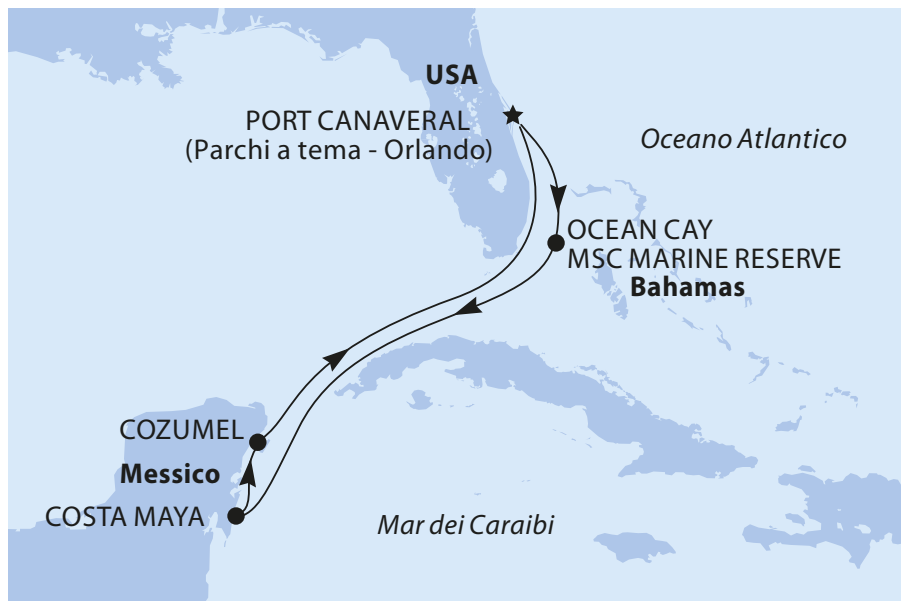 USA
PORT CANAVERAL
(Parchi a tema - Orlando)
Oceano Atlantico
OCEAN CAY
MSC MARINE RESERVE
Bahamas
COZUMEL
Messico
COSTA MAYA
Mar dei Caraibi